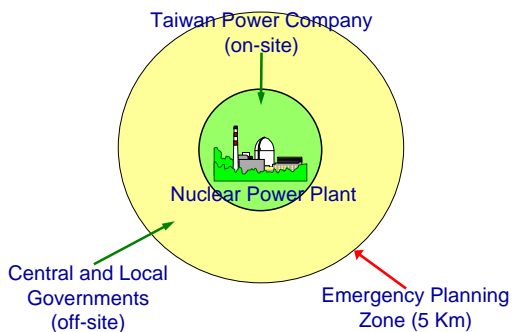 Taiwan Power Company
(on-site)
Nuclear Power Plant
Central and Local
Governments
(off-site)
Emergency Planning
Zone (5 Km)